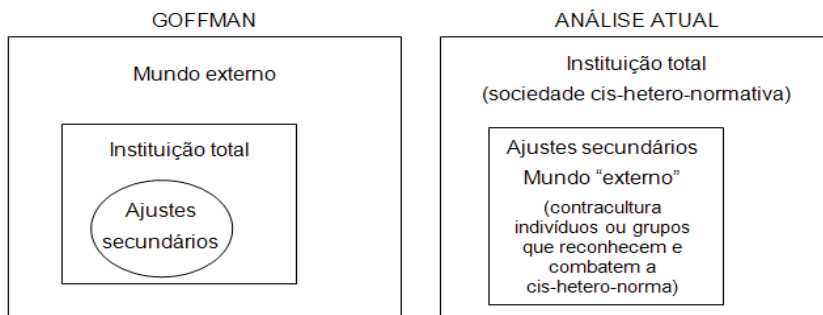 GOFFMAN
Mundo externo
Instituição total
Ajustes
secundários
ANÁLISE ATUAL
Instituição total
(sociedade cis-hetero-normativa)
Ajustes secundários
Mundo “externo”
(contracultura
indivíduos ou grupos
que reconhecem e
combatem a
cis-hetero-norma)